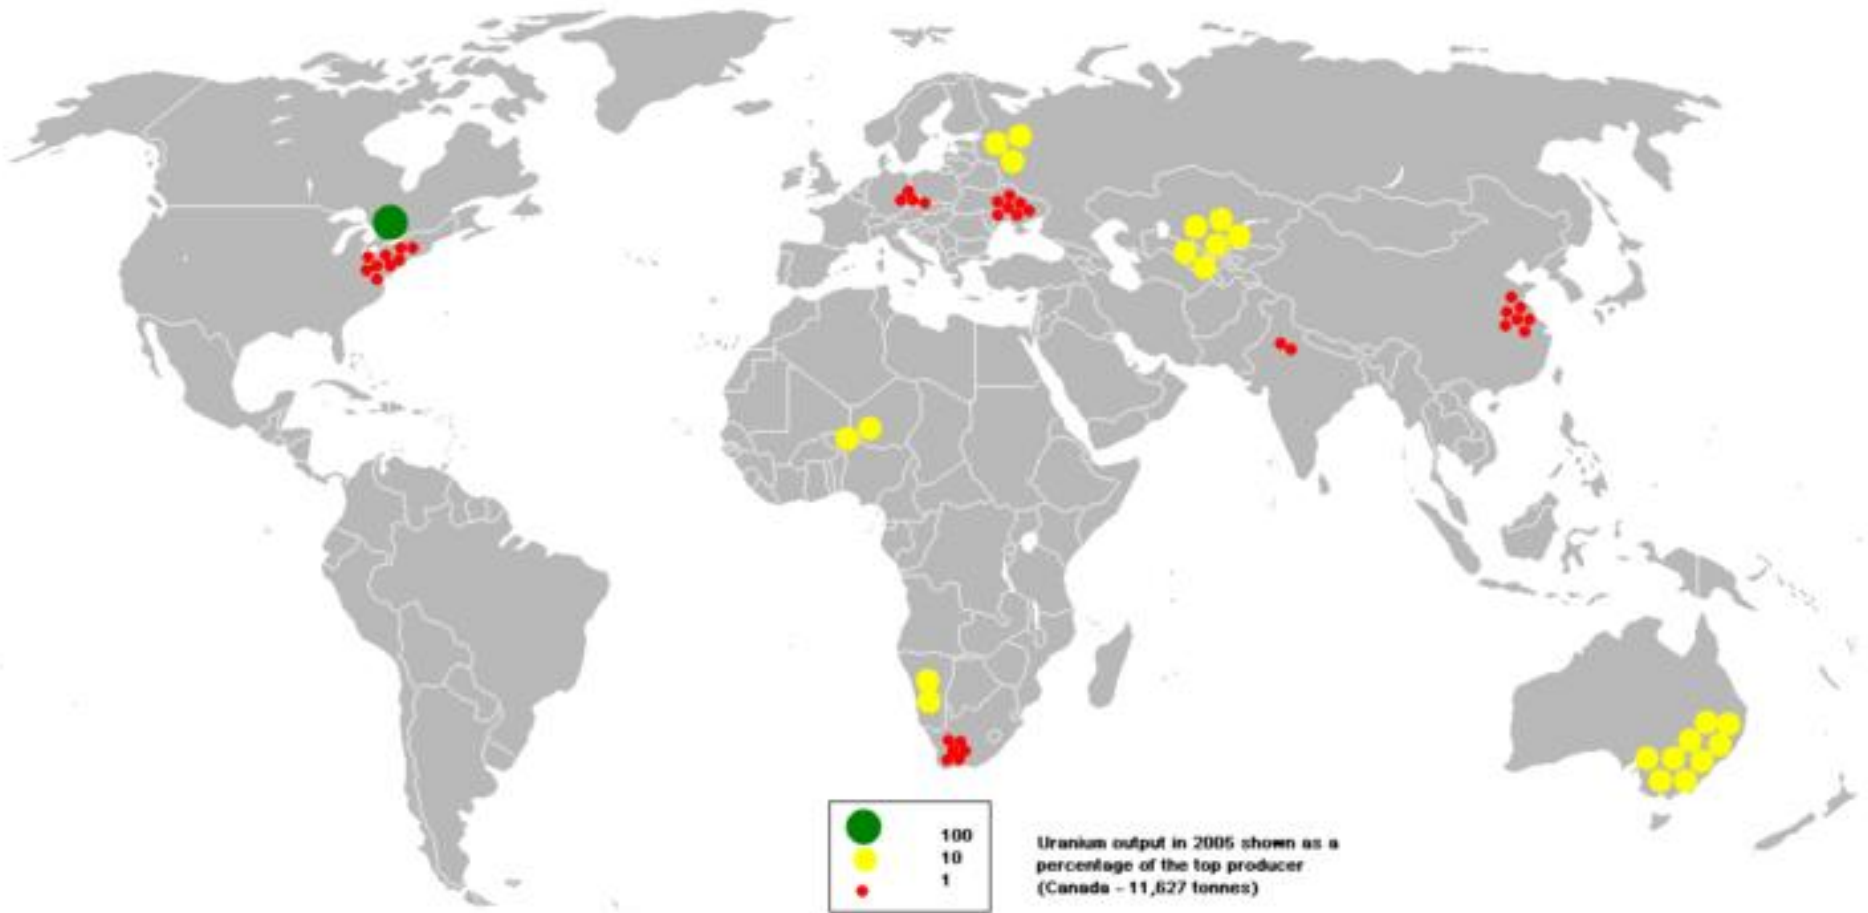 100
10
1
Uranium output in 2005 shown as a
percentage of the top producer
(Canada - 11,627 tonnes)